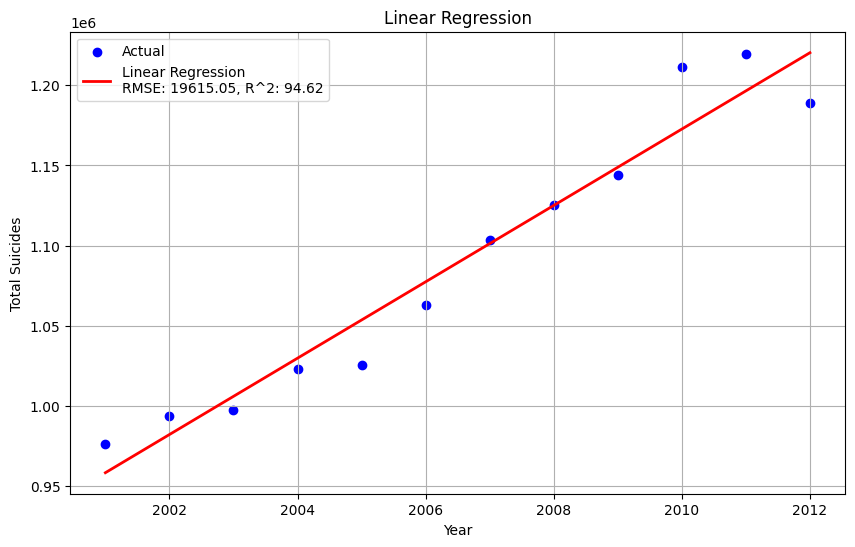 Linear Regression
1e6
Actual
Linear Regression
RMSE: 19615.05, R^2: 94.62
1.20
1.15
1.10
1.05
1.00
0.95
Total Suicides
2002 2004 2006 2008 2010 2012
Year